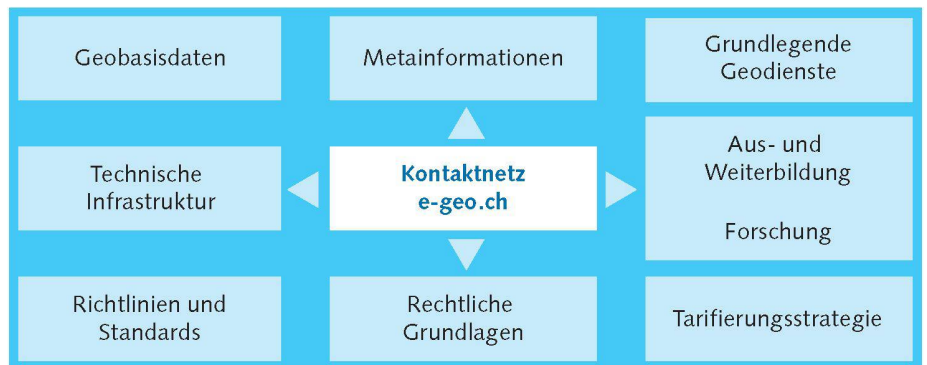 Geobasisdaten
Metainformationen
Grundlegende
Geodienste
Technische
Infrastruktur
Kontaktnetz
e-geo.ch
Aus- und
Weiterbildung
Forschung
Richtlinien und
Standards
Rechtliche
Grundlagen
Tarifierungsstrategie